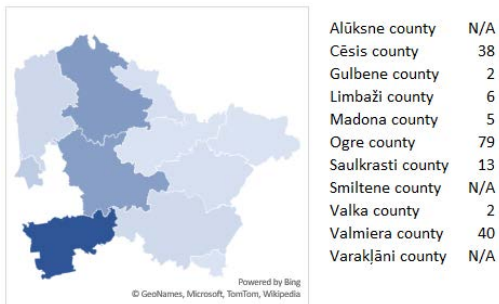 Alūksne county N/A
Cēsis county 38
Gulbene county 2
Limbaži county 6
Madona county 5
Ogre county 79
Saulkrasti county 13
Smiltene county N/A
Valka county 2
Valmiera county 40
Varakļāni county N/A
Powered by Bing
© GeoNames, Microsoft, TomTom, Wikipedia